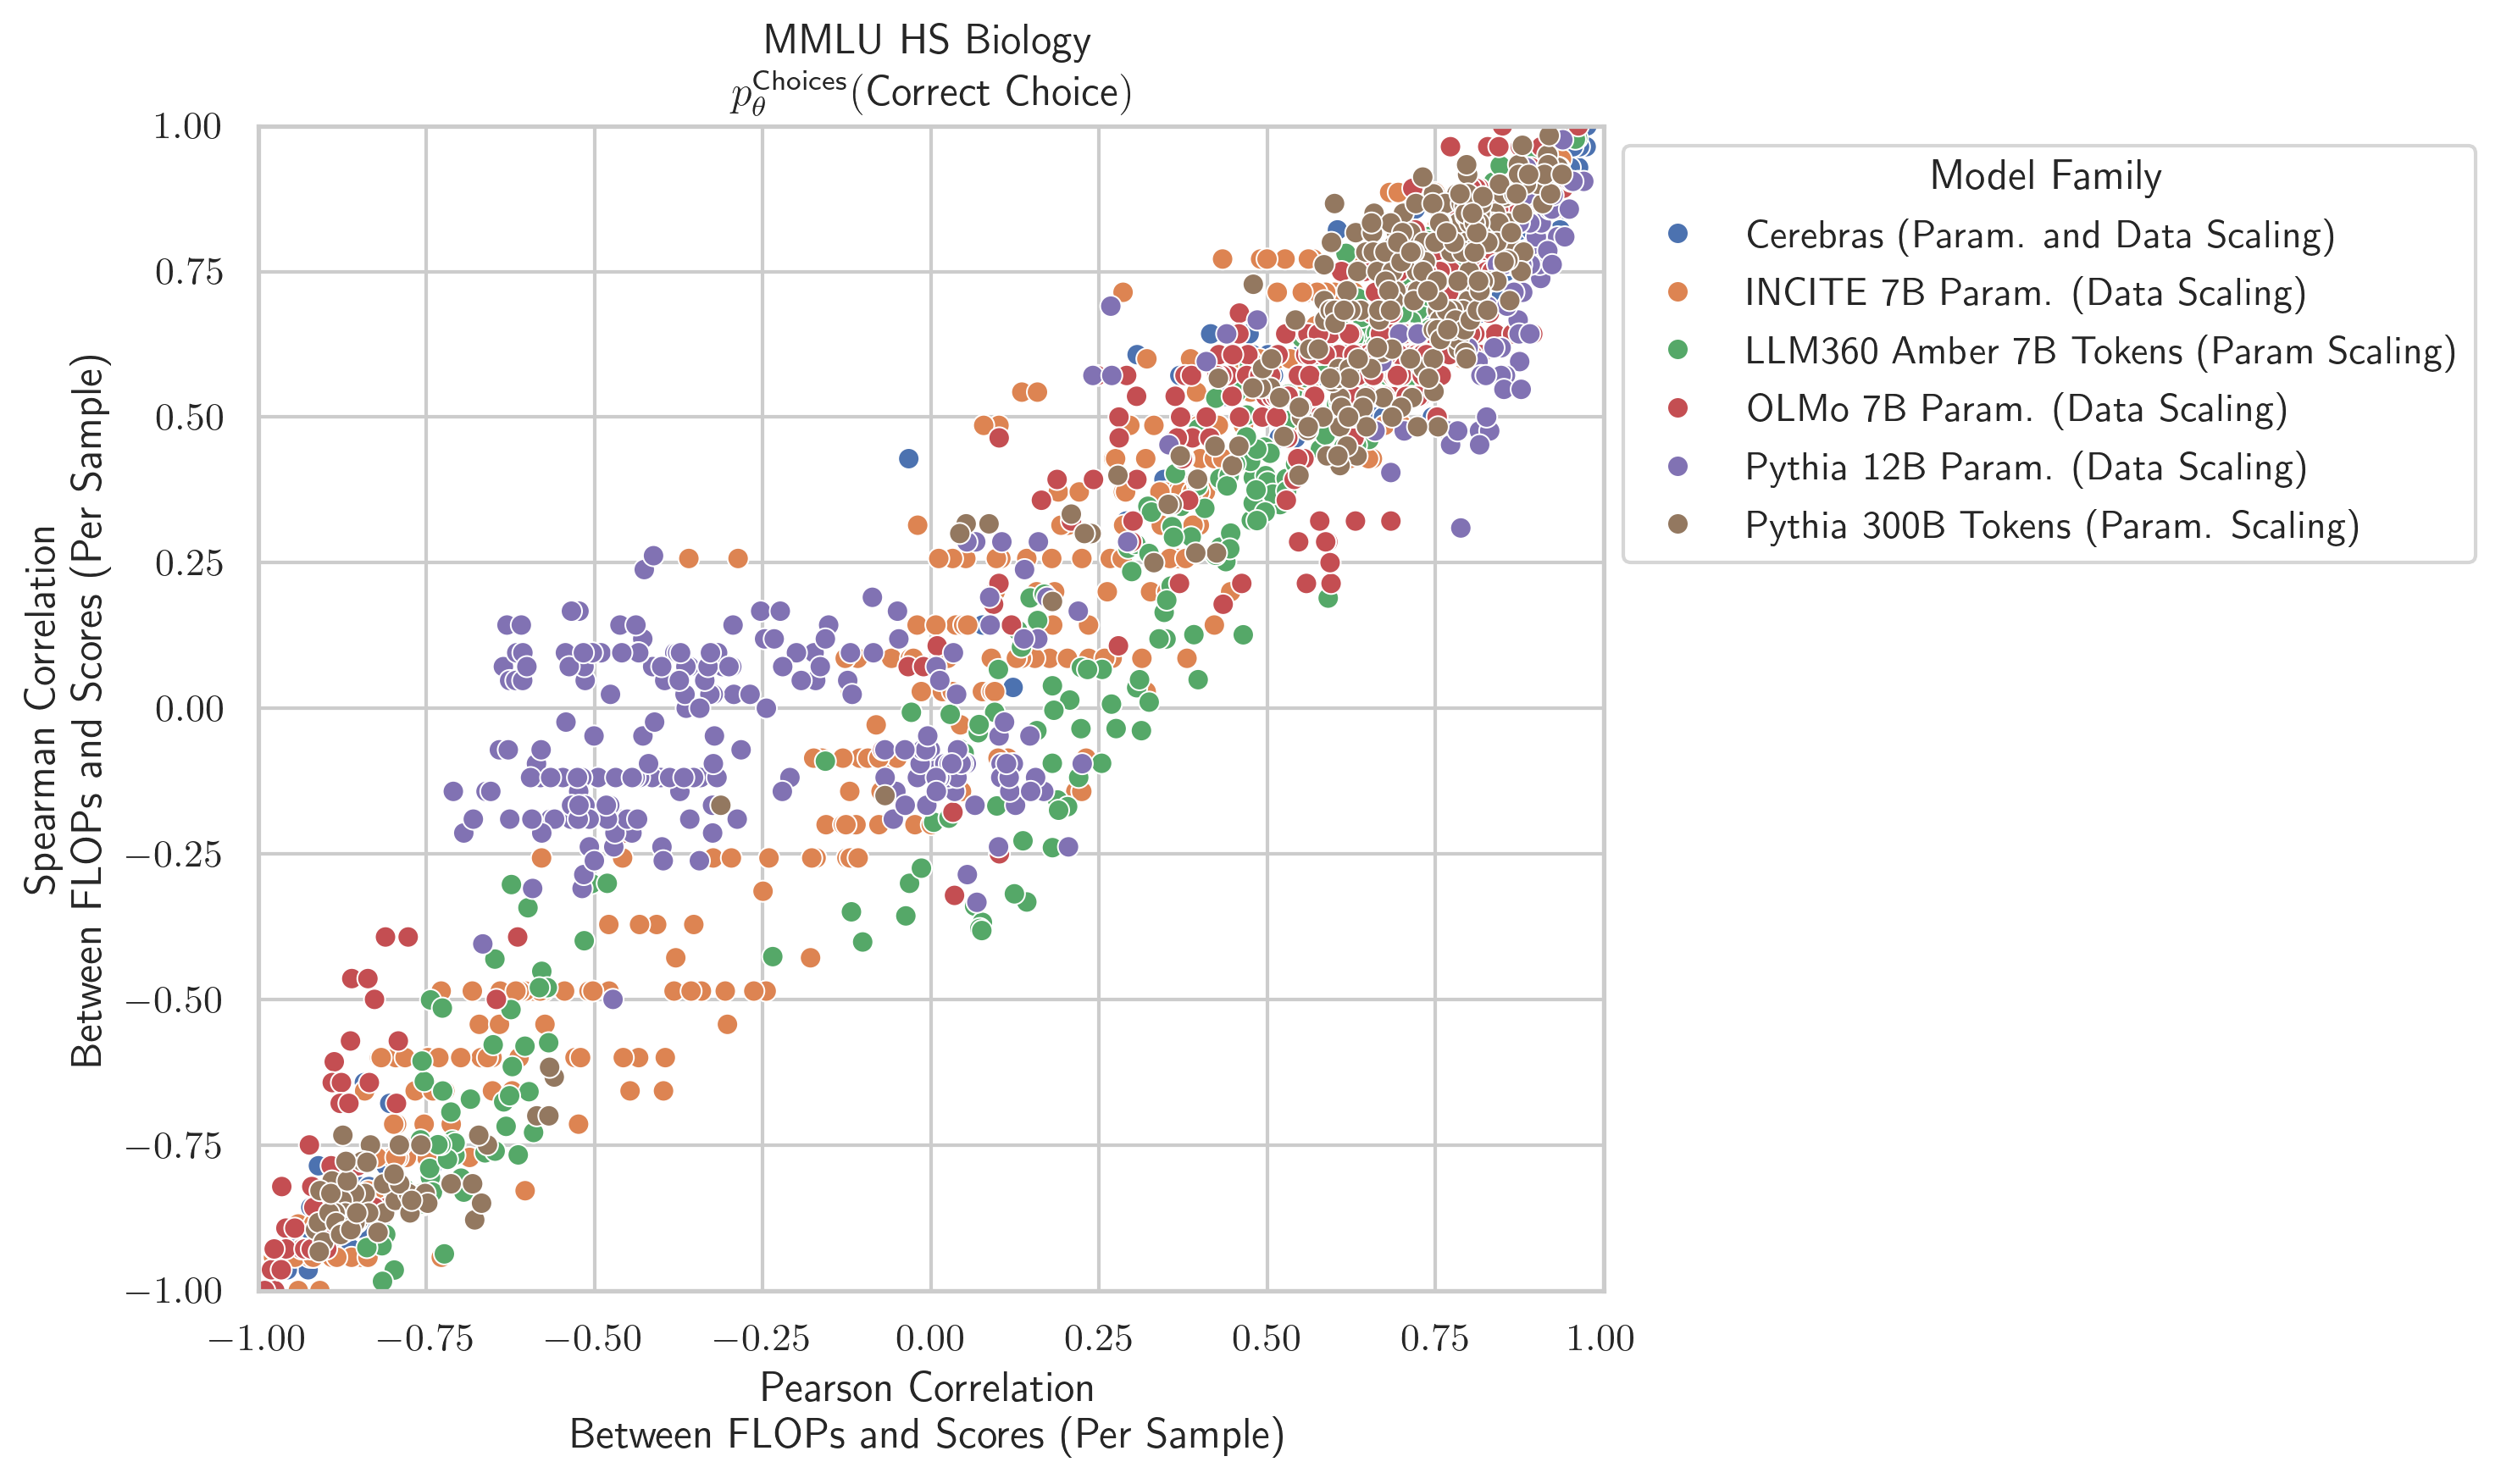 MMLU HS Biology
p_θ^Choices(Correct Choice)
1.00
0.75
0.50
0.25
0.00
−0.25
−0.50
−0.75
−1.00
Spearman Correlation
Between FLOPs and Scores (Per Sample)
−1.00
−0.75
−0.50
−0.25
0.00
0.25
0.50
0.75
1.00
Pearson Correlation
Between FLOPs and Scores (Per Sample)
Model Family
Cerebras (Param. and Data Scaling)
INCITE 7B Param. (Data Scaling)
LLM360 Amber 7B Tokens (Param Scaling)
OLMo 7B Param. (Data Scaling)
Pythia 12B Param. (Data Scaling)
Pythia 300B Tokens (Param. Scaling)